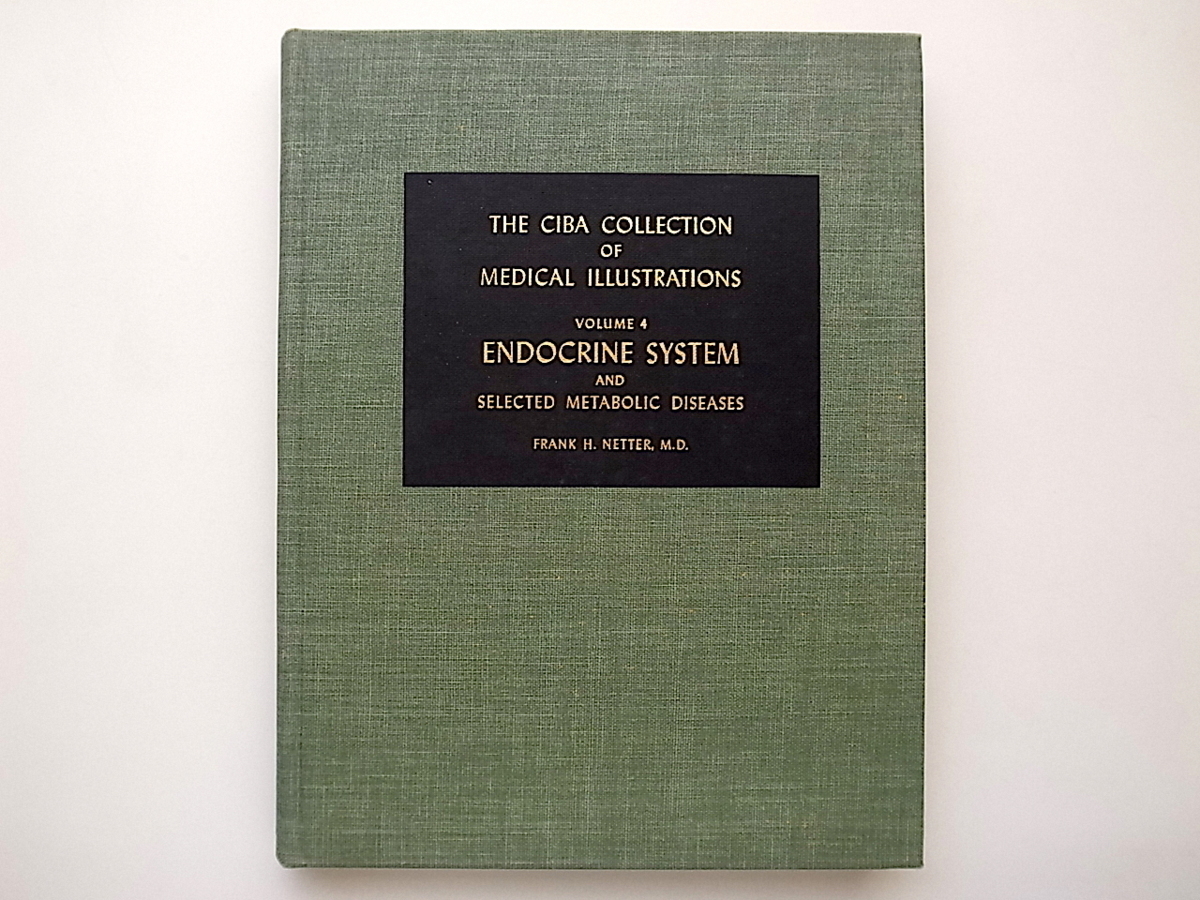 THE CIBA COLLECTION
OF
MEDICAL ILLUSTRATIONS
VOLUME 4
ENDOCRINE SYSTEM
AND
SELECTED METABOLIC DISEASES
FRANK H. NETTER, M.D.